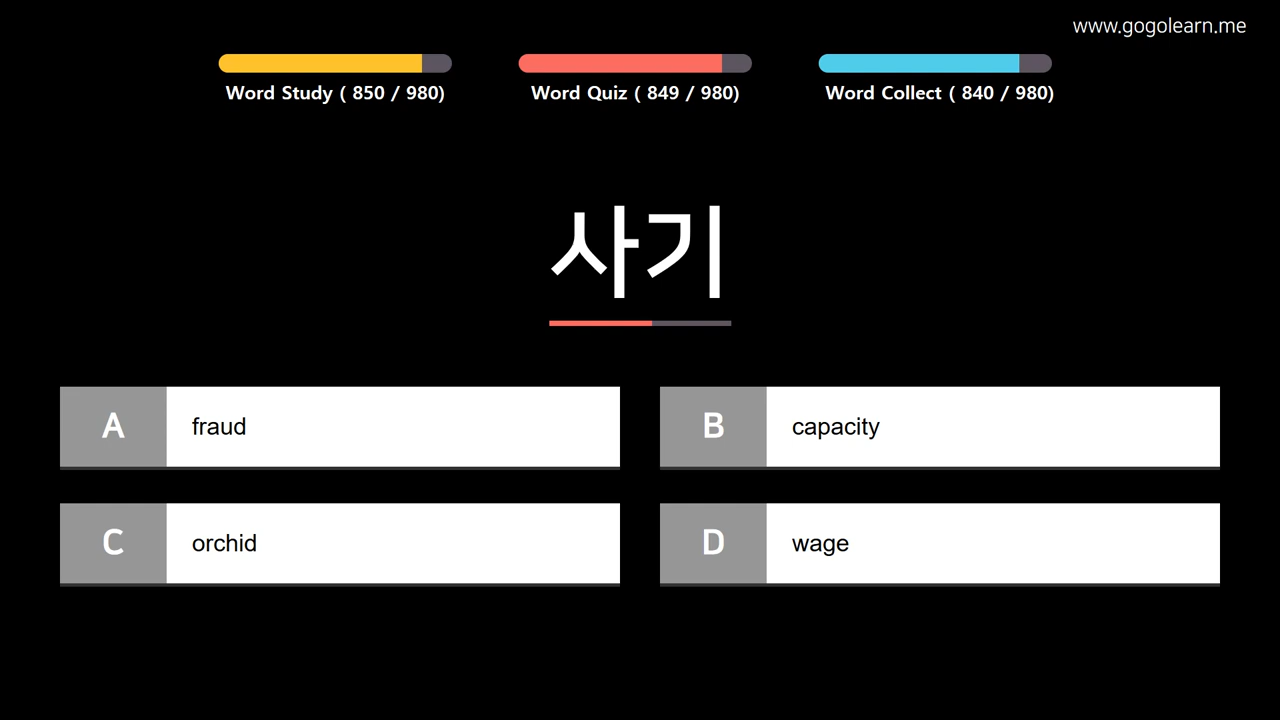 www.gogolearn.me
Word Study ( 850 / 980)
Word Quiz ( 849 / 980)
Word Collect ( 840 / 980)
사기
A fraud
B capacity
C orchid
D wage